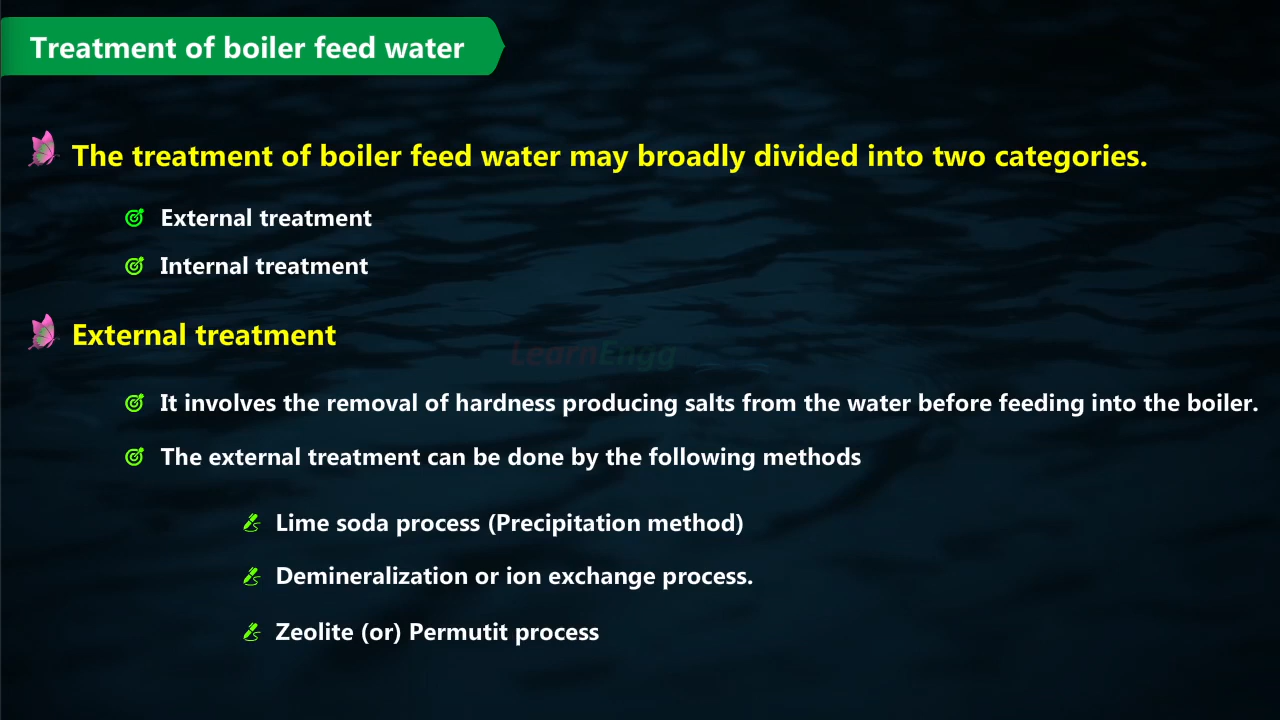 Treatment of boiler feed water
The treatment of boiler feed water may broadly divided into two categories.
External treatment
Internal treatment
External treatment
LearnEngg
It involves the removal of hardness producing salts from the water before feeding into the boiler.
The external treatment can be done by the following methods
Lime soda process (Precipitation method)
Demineralization or ion exchange process.
Zeolite (or) Permutit process